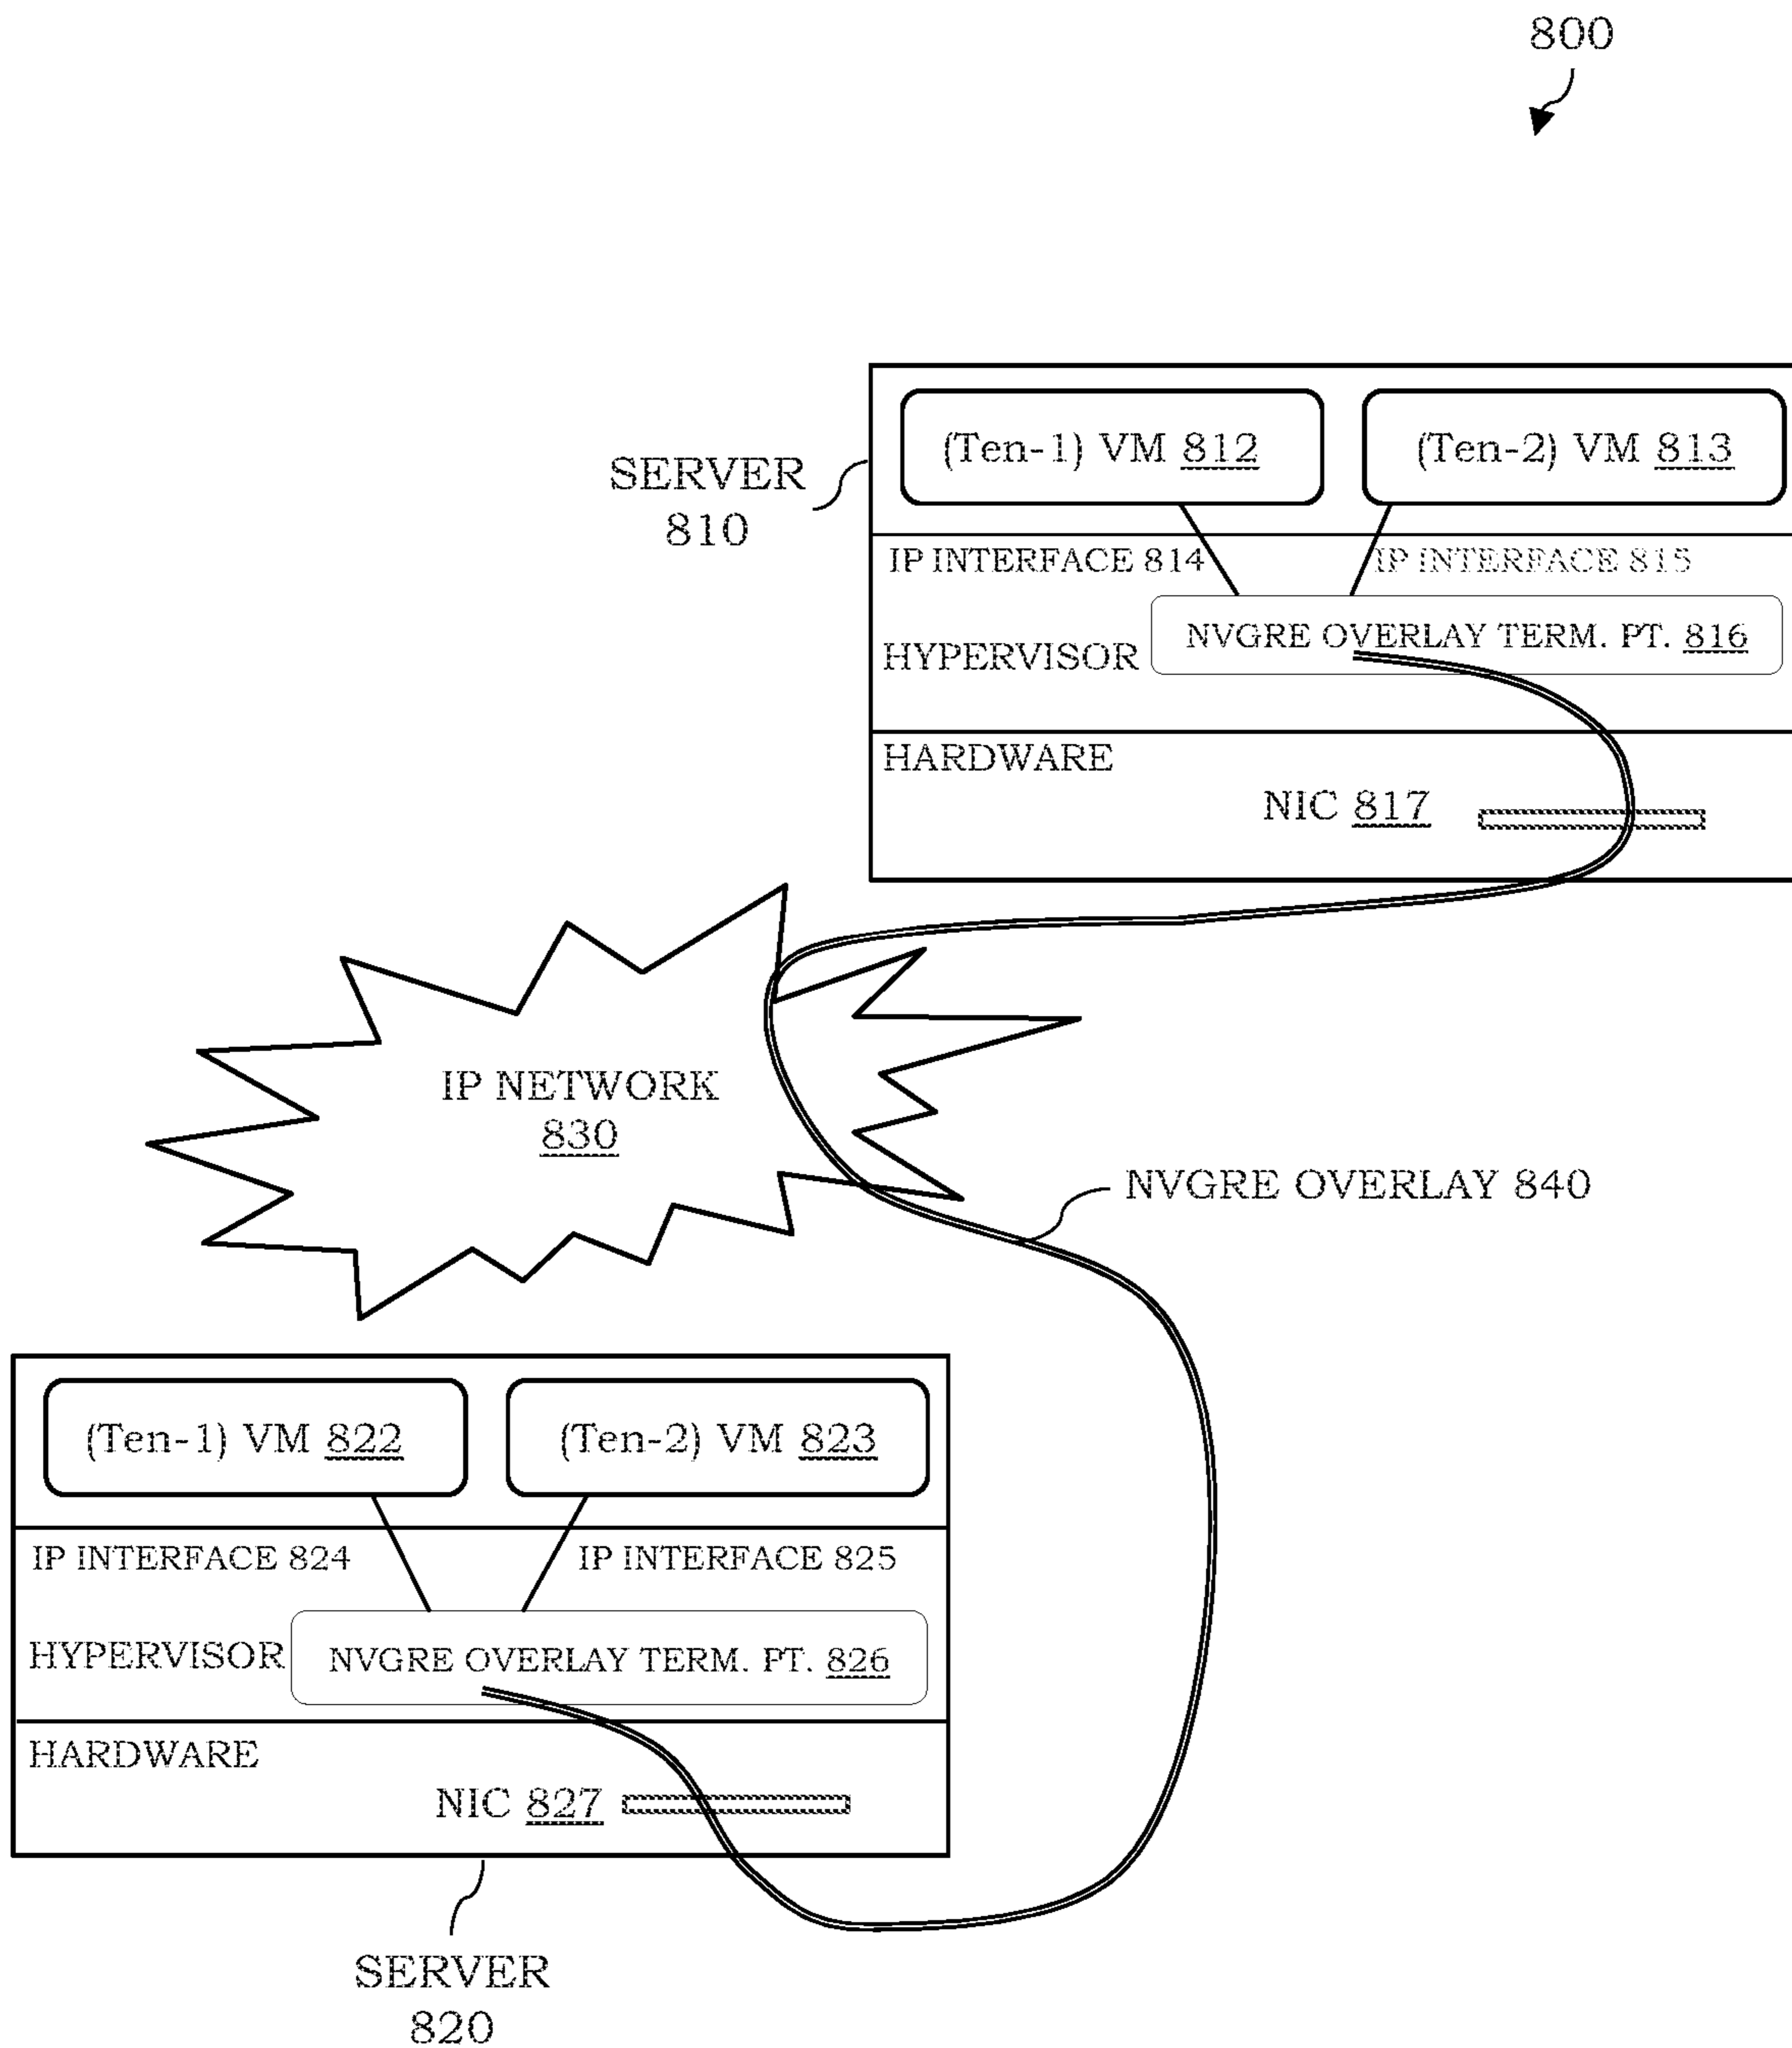 800
(Ten-1) VM 812
(Ten-2) VM 813
SERVER
810
IP INTERFACE 814
IP INTERFACE 815
HYPERVISOR
NVGRE OVERLAY TERM. PT. 816
HARDWARE
NIC 817
IP NETWORK
830
NVGRE OVERLAY 840
(Ten-1) VM 822
(Ten-2) VM 823
IP INTERFACE 824
IP INTERFACE 825
HYPERVISOR
NVGRE OVERLAY TERM. PT. 826
HARDWARE
NIC 827
SERVER
820